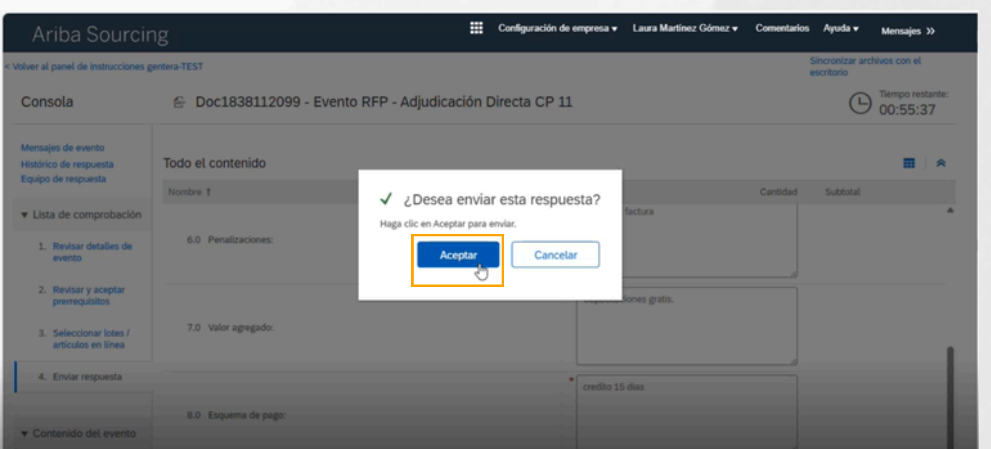 Ariba Sourcing
Configuración de empresa ▾ Laura Martínez Gómez ▾ Comentarios Ayuda ▾ Mensajes >>
< Volver al panel de instrucciones gentera-TEST
Sincronizar archivos con el
escritorio
Consola
Doc1838112099 - Evento RFP - Adjudicación Directa CP 11
Tiempo restante:
00:55:37
Mensajes de evento
Histórico de respuesta
Equipo de respuesta
▾ Lista de comprobación
1. Revisar detalles de
evento
2. Revisar y aceptar
prerrequisitos
3. Seleccionar lotes /
artículos en línea
4. Enviar respuesta
▾ Contenido del evento
Todo el contenido
Nombre ↑ Cantidad Subtotal
factura
6.0 Penalizaciones:
¿Desea enviar esta respuesta?
Haga clic en Aceptar para enviar.
Aceptar Cancelar
gratis.
7.0 Valor agregado:
* credito 15 dias
8.0 Esquema de pago: